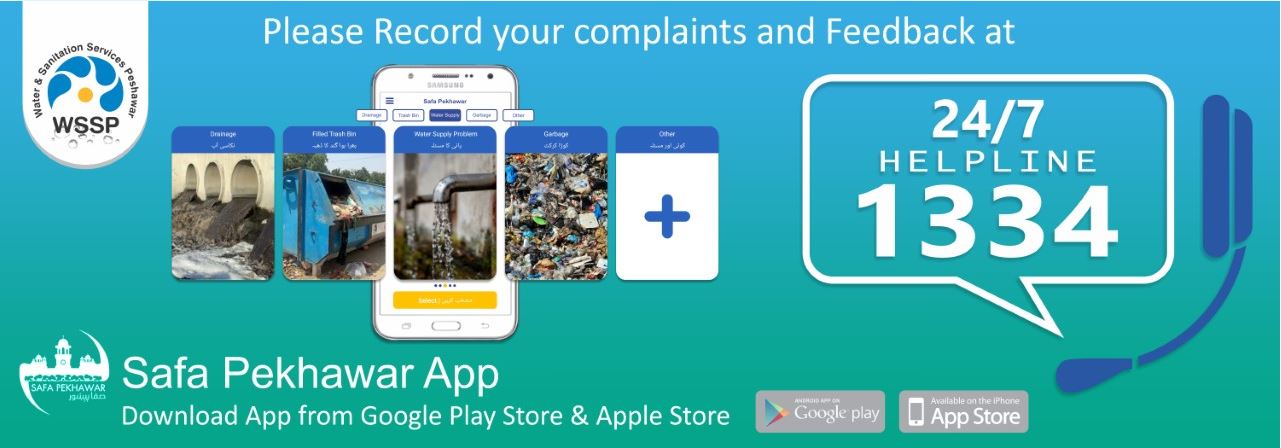 Please Record your complaints and Feedback at
Water & Sanitation Services Peshawar
WSSP
SAMSUNG
Safa Pekhawar
Drainage
Trash Bin
Water Supply
Garbage
Other
Drainage
نکاسی آب
Filled Trash Bin
بھرا ہوا گند کا ڈھبہ
Water Supply Problem
پانی کا مسئلہ
Garbage
کوڑا کرکٹ
Other
کوئی اور مسئلہ
Select | منتخب کریں
24/7
HELPLINE
1334
SAFA PEKHAWAR
صفا پیښور
Safa Pekhawar App
Download App from Google Play Store & Apple Store
ANDROID APP ON
Google play
Available on the iPhone
App Store